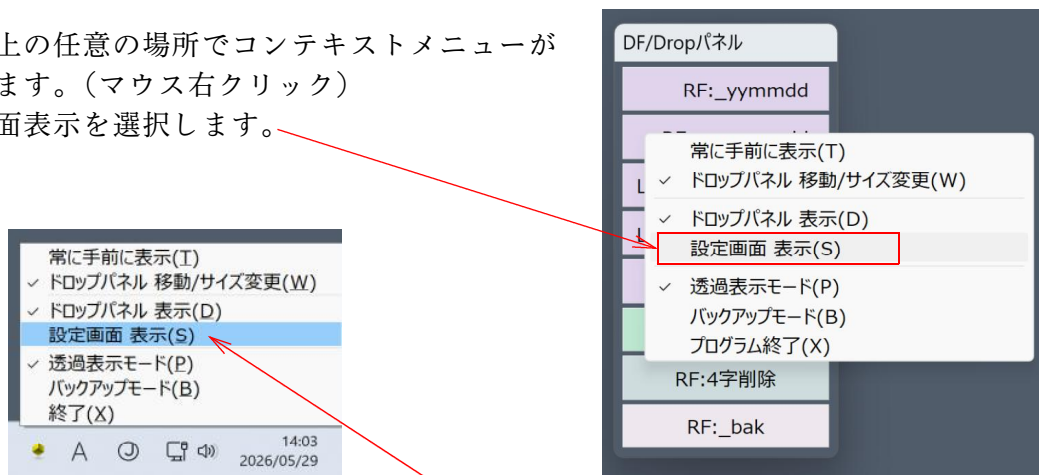 上の任意の場所でコンテキストメニューが
ます。(マウス右クリック)
面表示を選択します。
常に手前に表示(T)
ドロップパネル 移動/サイズ変更(W)
ドロップパネル 表示(D)
設定画面 表示(S)
透過表示モード(P)
バックアップモード(B)
終了(X)
A
14:03
2026/05/29
DF/Dropパネル
RF:_yymmdd
常に手前に表示(T)
ドロップパネル 移動/サイズ変更(W)
ドロップパネル 表示(D)
設定画面 表示(S)
透過表示モード(P)
バックアップモード(B)
プログラム終了(X)
L
L
RF:4字削除
RF:_bak